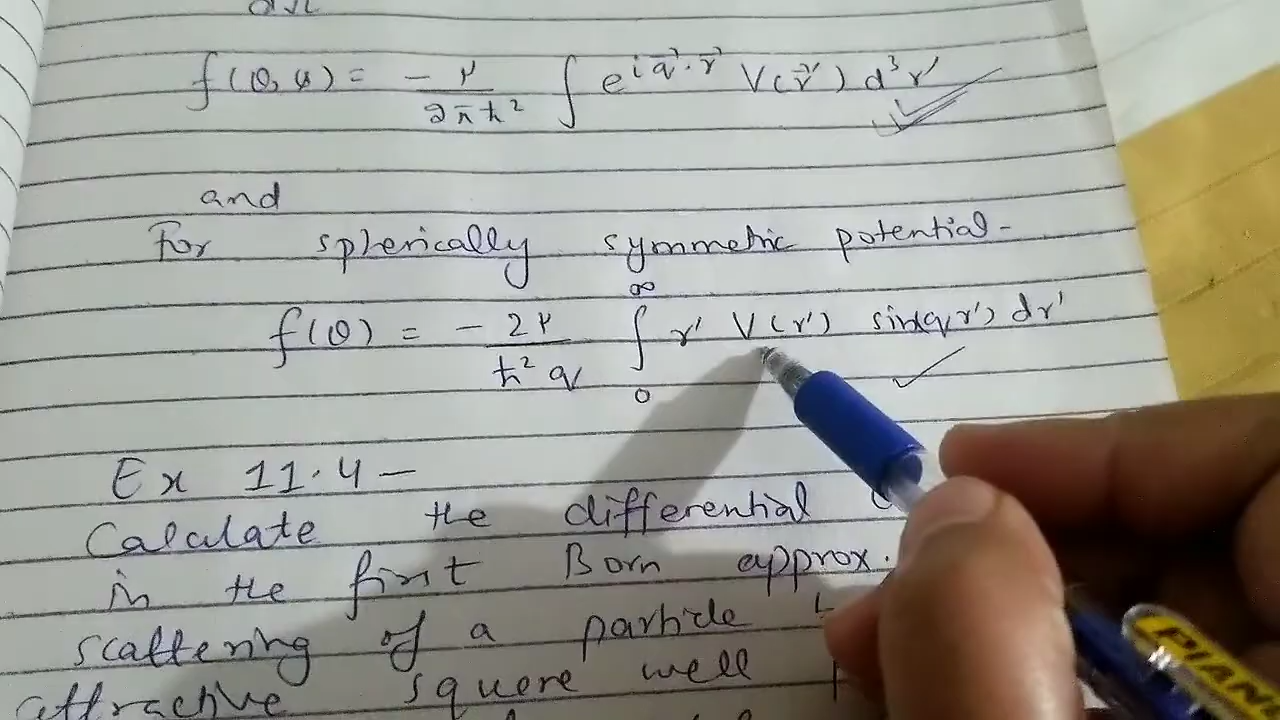 f(θ, φ) = -μ/2πħ² ∫ e^{i q⃗·r⃗} V(r⃗') d³r'
and
For spherically symmetric potential-
f(θ) = -2μ/ħ²q ∫₀^∞ r' V(r') sin(qr') dr'
Ex 11.4 –
Calculate the differential
in the first Born approx.
scattering of a particle
attractive square well
PIANO